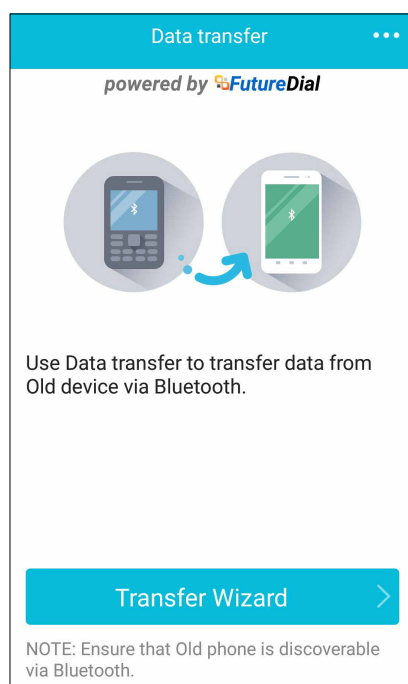 Data transfer
powered by FutureDial
Use Data transfer to transfer data from
Old device via Bluetooth.
Transfer Wizard
NOTE: Ensure that Old phone is discoverable
via Bluetooth.